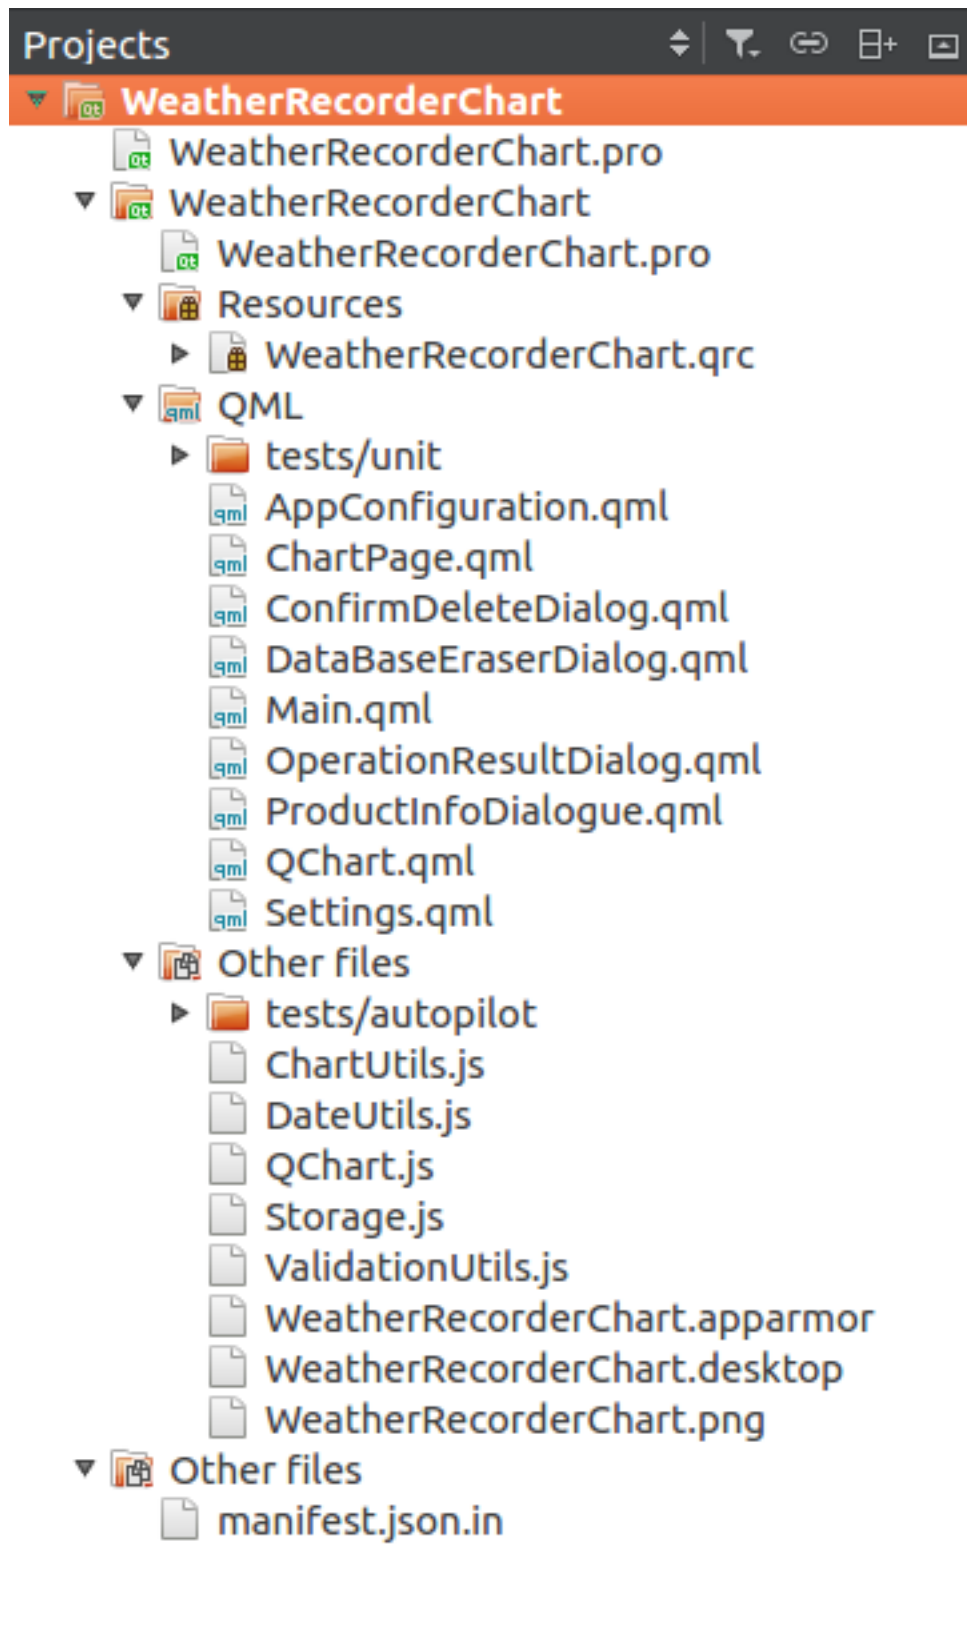 Projects
WeatherRecorderChart
WeatherRecorderChart.pro
WeatherRecorderChart
WeatherRecorderChart.pro
Resources
WeatherRecorderChart.qrc
QML
tests/unit
AppConfiguration.qml
ChartPage.qml
ConfirmDeleteDialog.qml
DataBaseEraserDialog.qml
Main.qml
OperationResultDialog.qml
ProductInfoDialogue.qml
QChart.qml
Settings.qml
Other files
tests/autopilot
ChartUtils.js
DateUtils.js
QChart.js
Storage.js
ValidationUtils.js
WeatherRecorderChart.apparmor
WeatherRecorderChart.desktop
WeatherRecorderChart.png
Other files
manifest.json.in